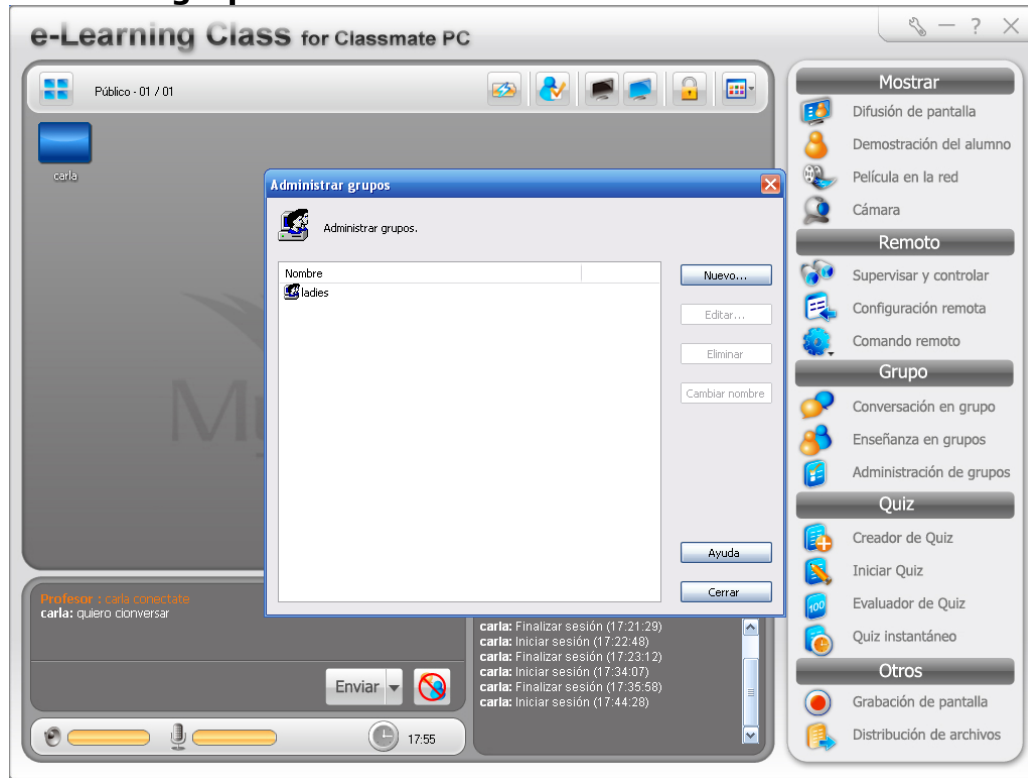 e-Learning Class for Classmate PC
?
Público - 01 / 01
carla
Administrar grupos
Administrar grupos.
Nombre
ladies
Nuevo...
Editar...
Eliminar
Cambiar nombre
Ayuda
Cerrar
Profesor : carla conectate
carla: quiero cionversar
Enviar
17:55
carla: Finalizar sesión (17:21:29)
carla: Iniciar sesión (17:22:48)
carla: Finalizar sesión (17:23:12)
carla: Iniciar sesión (17:34:07)
carla: Finalizar sesión (17:35:58)
carla: Iniciar sesión (17:44:28)
Mostrar
Difusión de pantalla
Demostración del alumno
Película en la red
Cámara
Remoto
Supervisar y controlar
Configuración remota
Comando remoto
Grupo
Conversación en grupo
Enseñanza en grupos
Administración de grupos
Quiz
Creador de Quiz
Iniciar Quiz
100
Evaluador de Quiz
Quiz instantáneo
Otros
Grabación de pantalla
Distribución de archivos